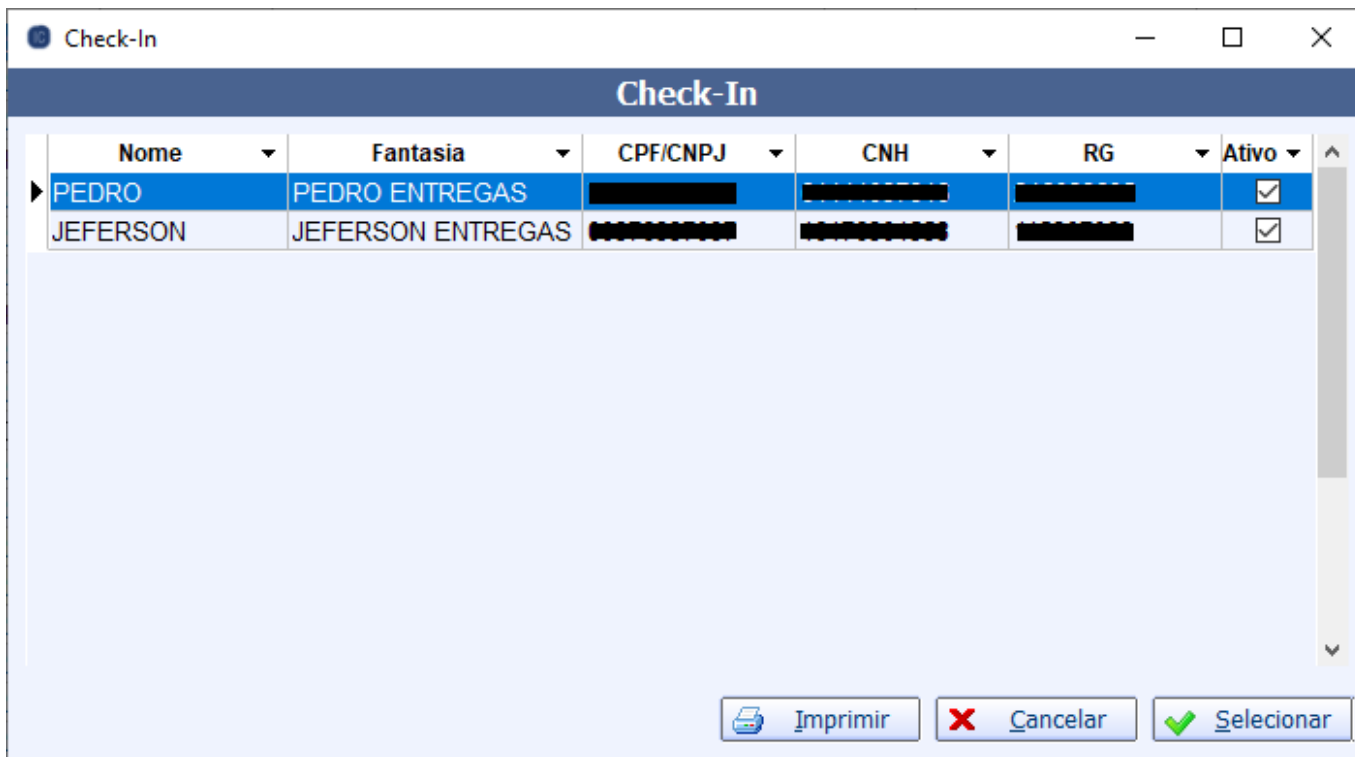 Check-In
Check-In
Nome Fantasia CPF/CNPJ CNH RG Ativo
PEDRO PEDRO ENTREGAS
JEFERSON JEFERSON ENTREGAS
Imprimir Cancelar Selecionar